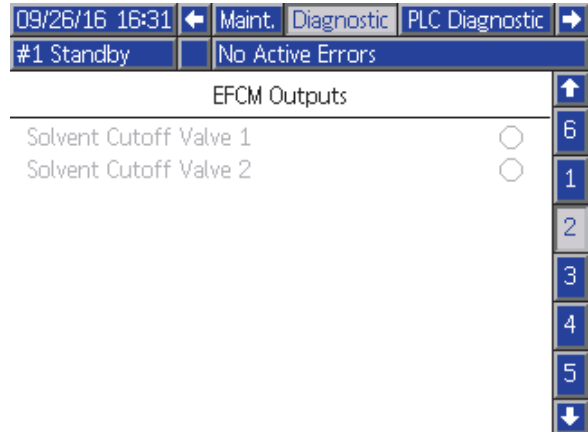 09/26/16 16:31 Maint. Diagnostic PLC Diagnostic
#1 Standby No Active Errors
EFCM Outputs
Solvent Cutoff Valve 1
Solvent Cutoff Valve 2
6
1
2
3
4
5